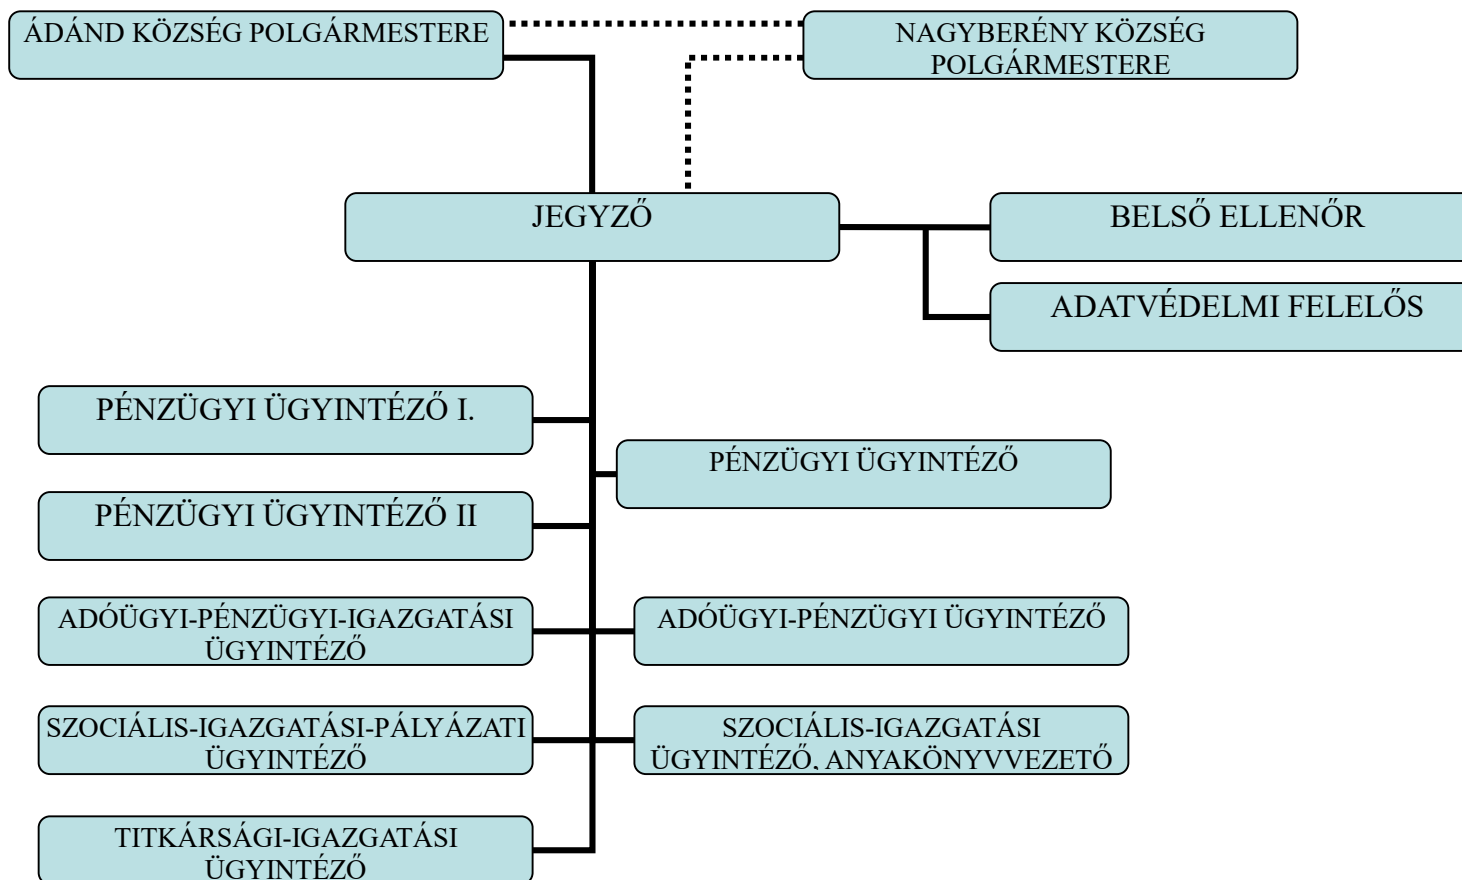 ÁDÁND KÖZSÉG POLGÁRMESTERE
NAGYBERÉNY KÖZSÉG
POLGÁRMESTERE
JEGYZŐ
BELSŐ ELLENŐR
ADATVÉDELMI FELELŐS
PÉNZÜGYI ÜGYINTÉZŐ I.
PÉNZÜGYI ÜGYINTÉZŐ
PÉNZÜGYI ÜGYINTÉZŐ II
ADÓÜGYI-PÉNZÜGYI-IGAZGATÁSI
ÜGYINTÉZŐ
ADÓÜGYI-PÉNZÜGYI ÜGYINTÉZŐ
SZOCIÁLIS-IGAZGATÁSI-PÁLYÁZATI
ÜGYINTÉZŐ
SZOCIÁLIS-IGAZGATÁSI
ÜGYINTÉZŐ, ANYAKÖNYVVEZETŐ
TITKÁRSÁGI-IGAZGATÁSI
ÜGYINTÉZŐ